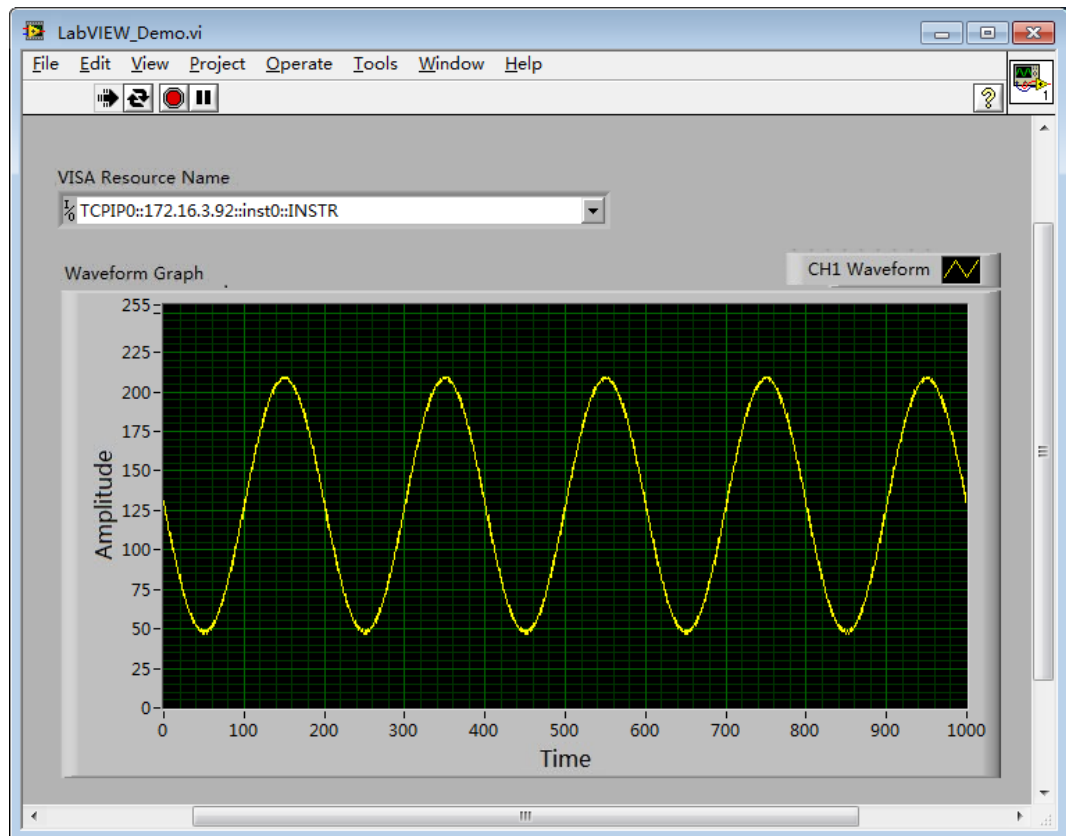 LabVIEW_Demo.vi
File Edit View Project Operate Tools Window Help
1
VISA Resource Name
I/O TCPIP0::172.16.3.92::inst0::INSTR
Waveform Graph
CH1 Waveform
255
225
200
175
150
125
100
75
50
25
0
Amplitude
0 100 200 300 400 500 600 700 800 900 1000
Time